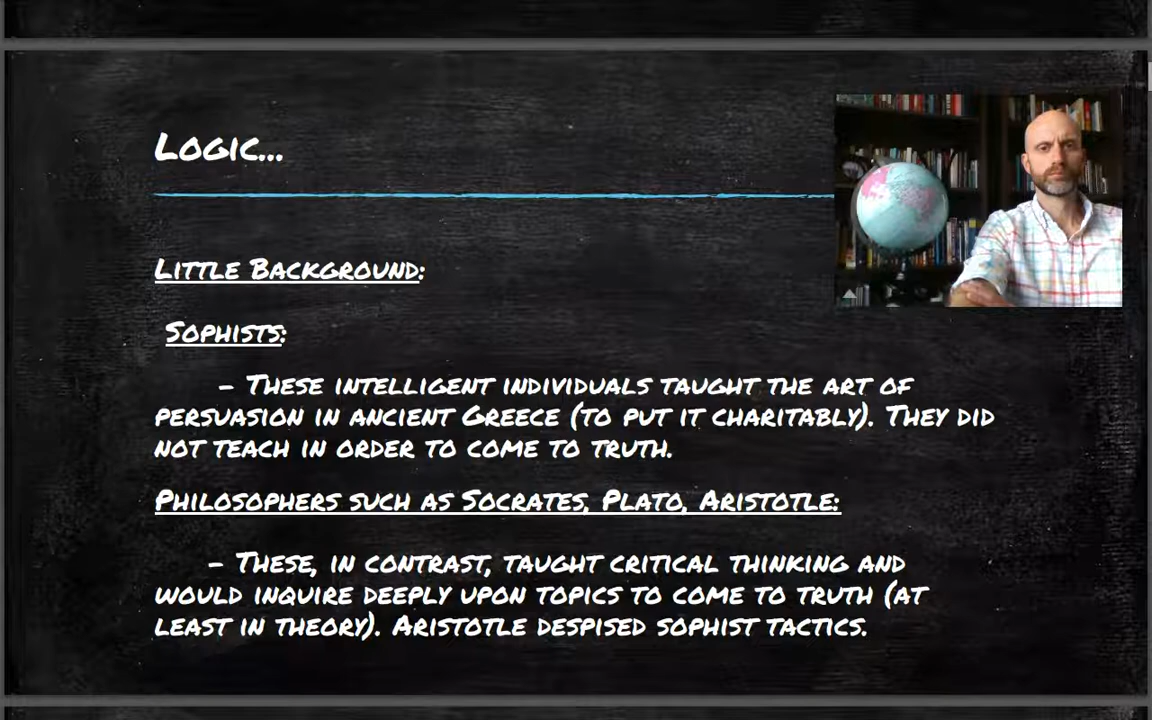 Logic...
Little Background:
Sophists:
- These intelligent individuals taught the art of
persuasion in ancient Greece (to put it charitably). They did
not teach in order to come to truth.
Philosophers such as Socrates, Plato, Aristotle:
- These, in contrast, taught critical thinking and
would inquire deeply upon topics to come to truth (at
least in theory). Aristotle despised sophist tactics.